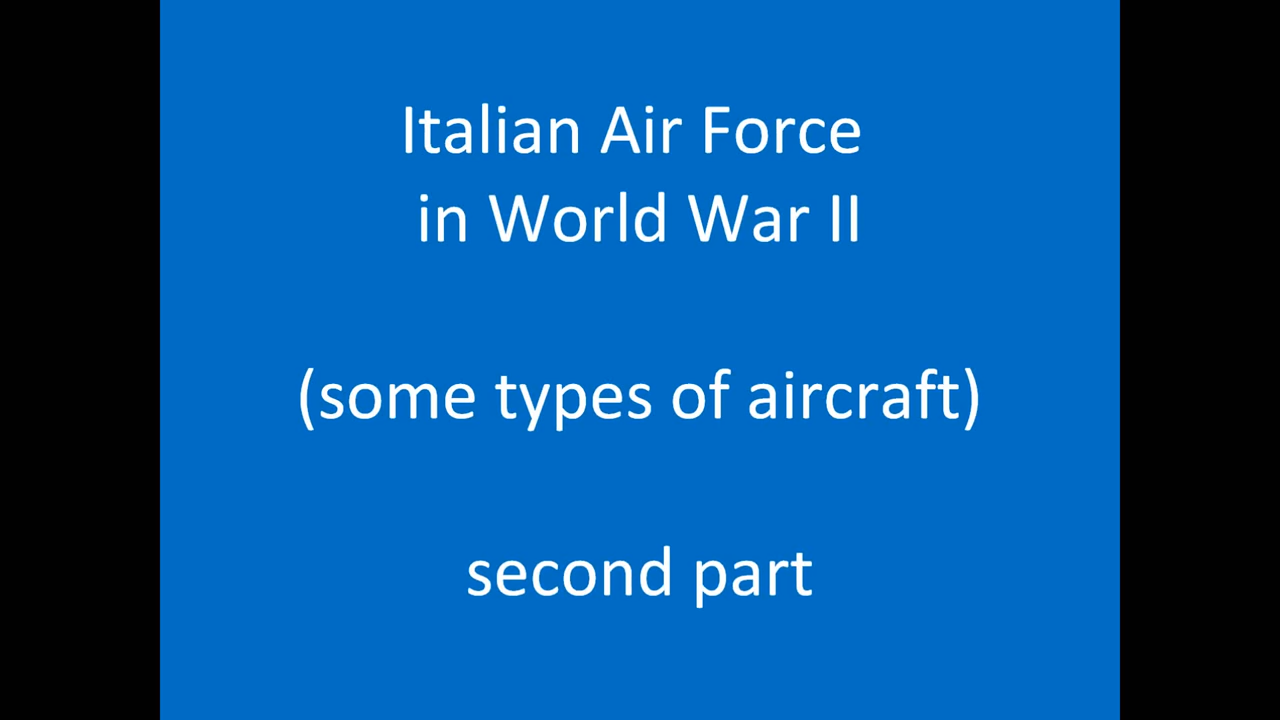 Italian Air Force
in World War II
(some types of aircraft)
second part